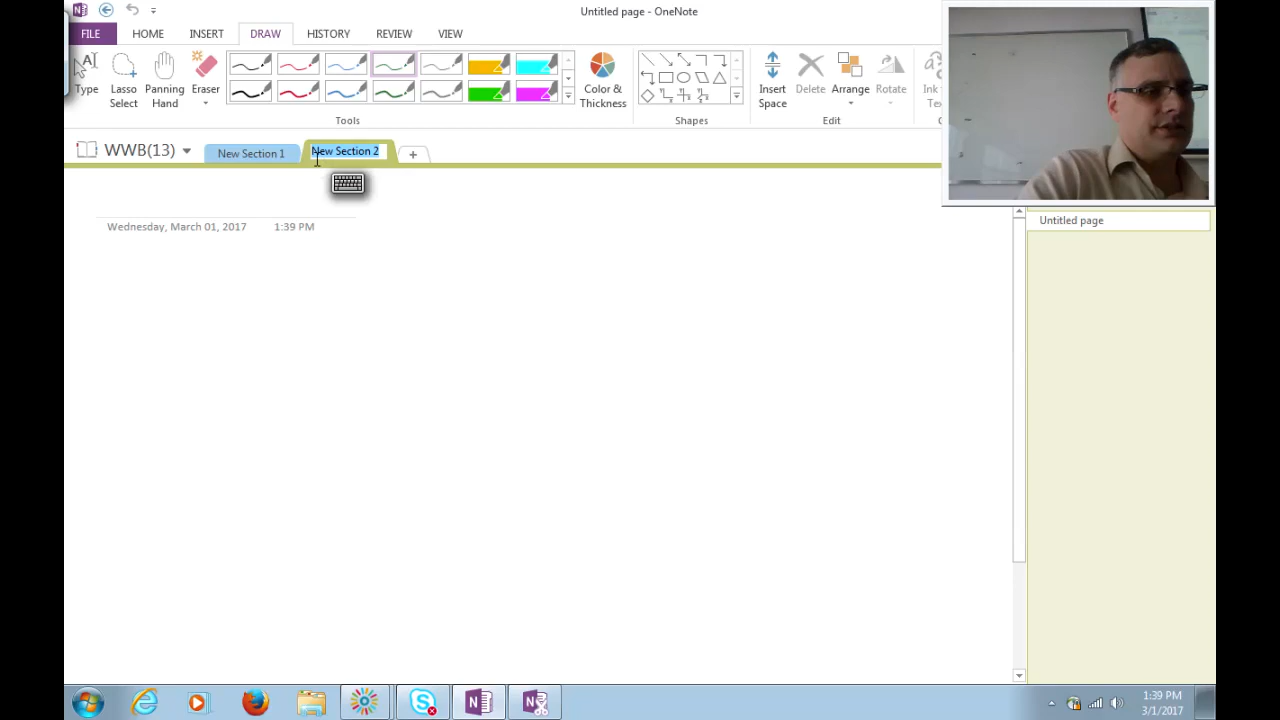 Untitled page - OneNote
FILE HOME INSERT DRAW HISTORY REVIEW VIEW
Type
Lasso Select
Panning Hand
Eraser
Color & Thickness
Insert Space
Delete
Arrange
Rotate
Tools
Shapes
Edit
WWB(13) New Section 1 New Section 2 +
Wednesday, March 01, 2017 1:39 PM
Untitled page
1:39 PM
3/1/2017